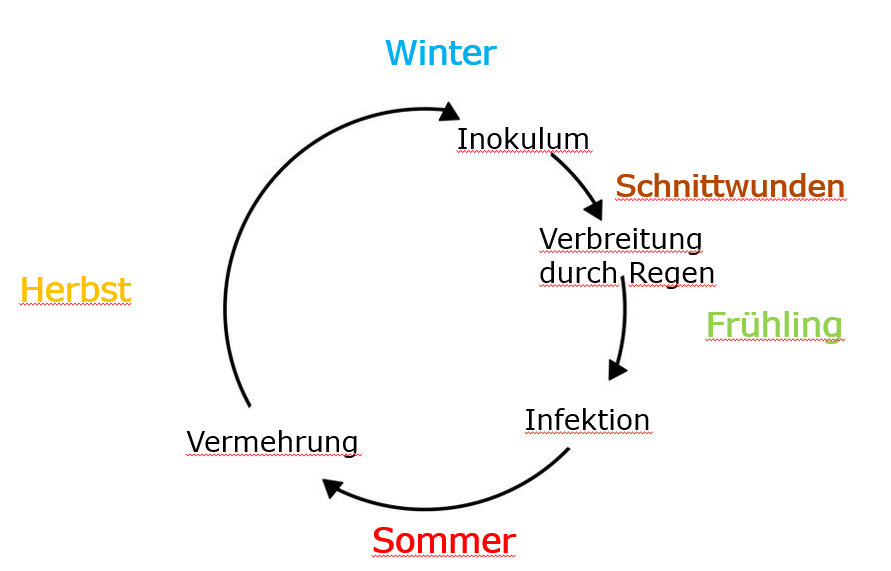 Winter
Inokulum
Schnittwunden
Verbreitung
durch Regen
Herbst
Frühling
Infektion
Vermehrung
Sommer